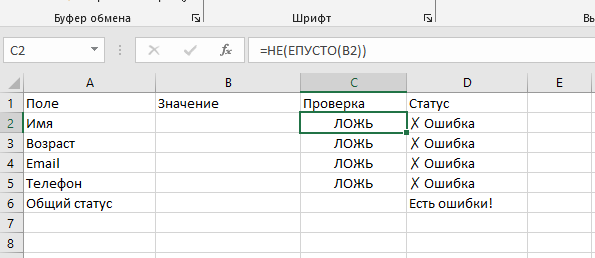 Буфер обмена Шрифт Вы
C2 =НЕ(ЕПУСТО(B2))
A B C D E F
1 Поле Значение Проверка Статус
2 Имя ЛОЖЬ ✗ Ошибка
3 Возраст ЛОЖЬ ✗ Ошибка
4 Email ЛОЖЬ ✗ Ошибка
5 Телефон ЛОЖЬ ✗ Ошибка
6 Общий статус Есть ошибки!
7
8